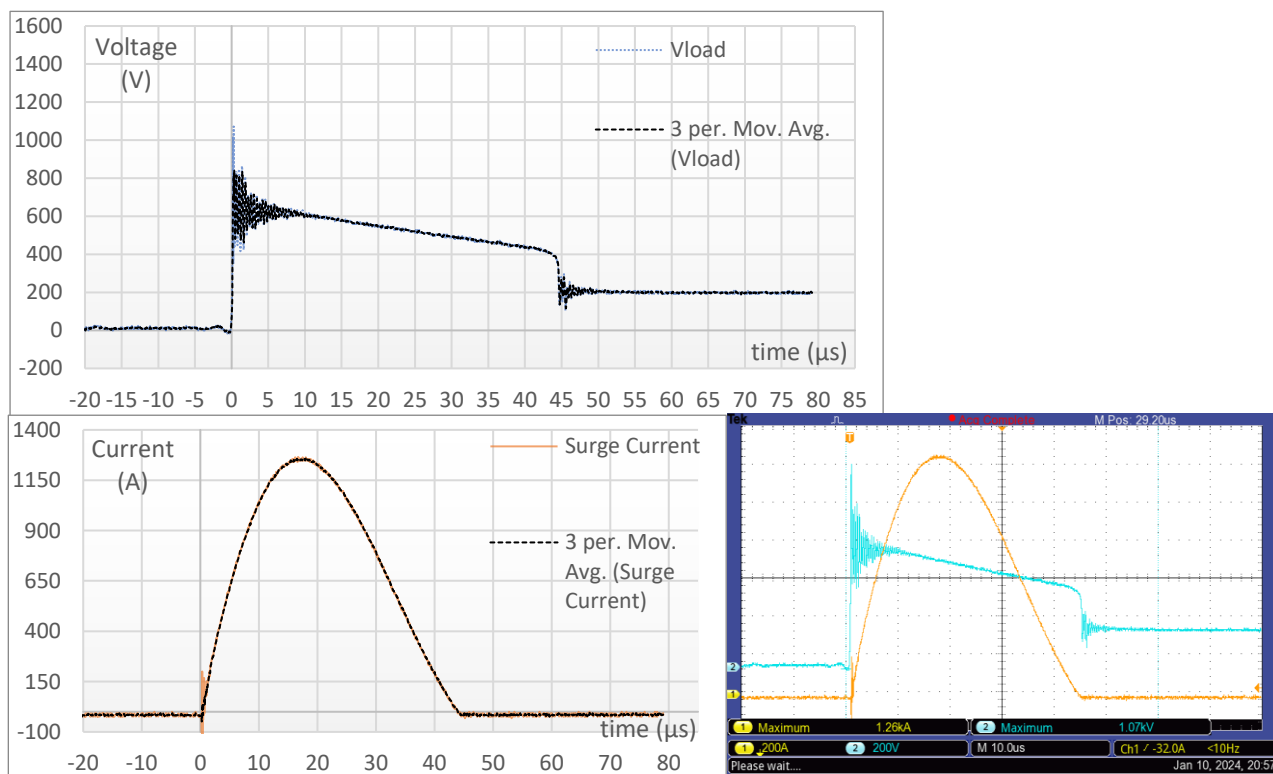 1600
1400
1200
1000
800
600
400
200
0
-200
Voltage
(V)
Vload
3 per. Mov. Avg.
(Vload)
time (µs)
-20 -15 -10 -5 0 5 10 15 20 25 30 35 40 45 50 55 60 65 70 75 80 85
1400
1150
900
650
400
150
-100
Current
(A)
Surge Current
3 per. Mov.
Avg. (Surge
Current)
time (µs)
-20 -10 0 10 20 30 40 50 60 70 80
Tek
Acq Complete
M Pos: 29.20us
T
2
1
1 Maximum 1.26kA
2 Maximum 1.07kV
1 200A
2 200V
M 10.0us
Ch1 ∕ -32.0A
<10Hz
Please wait....
Jan 10, 2024, 20:57